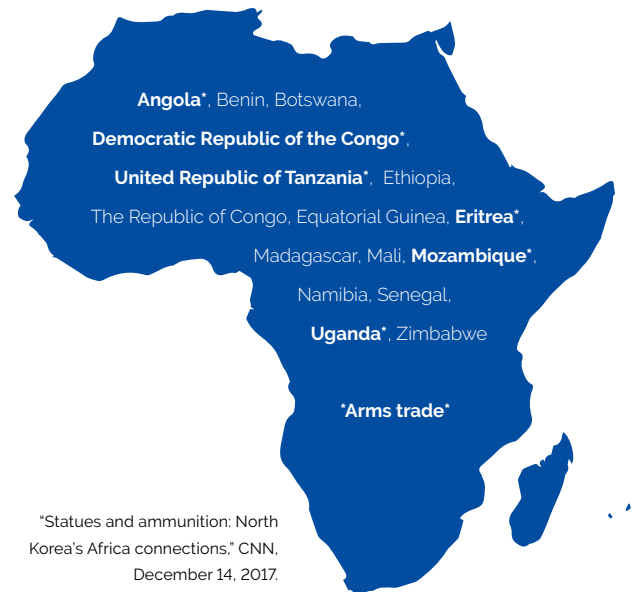 Angola*, Benin, Botswana,
Democratic Republic of the Congo*,
United Republic of Tanzania*, Ethiopia,
The Republic of Congo, Equatorial Guinea, Eritrea*,
Madagascar, Mali, Mozambique*,
Namibia, Senegal,
Uganda*, Zimbabwe
*Arms trade*
“Statues and ammunition: North
Korea’s Africa connections,” CNN,
December 14, 2017.